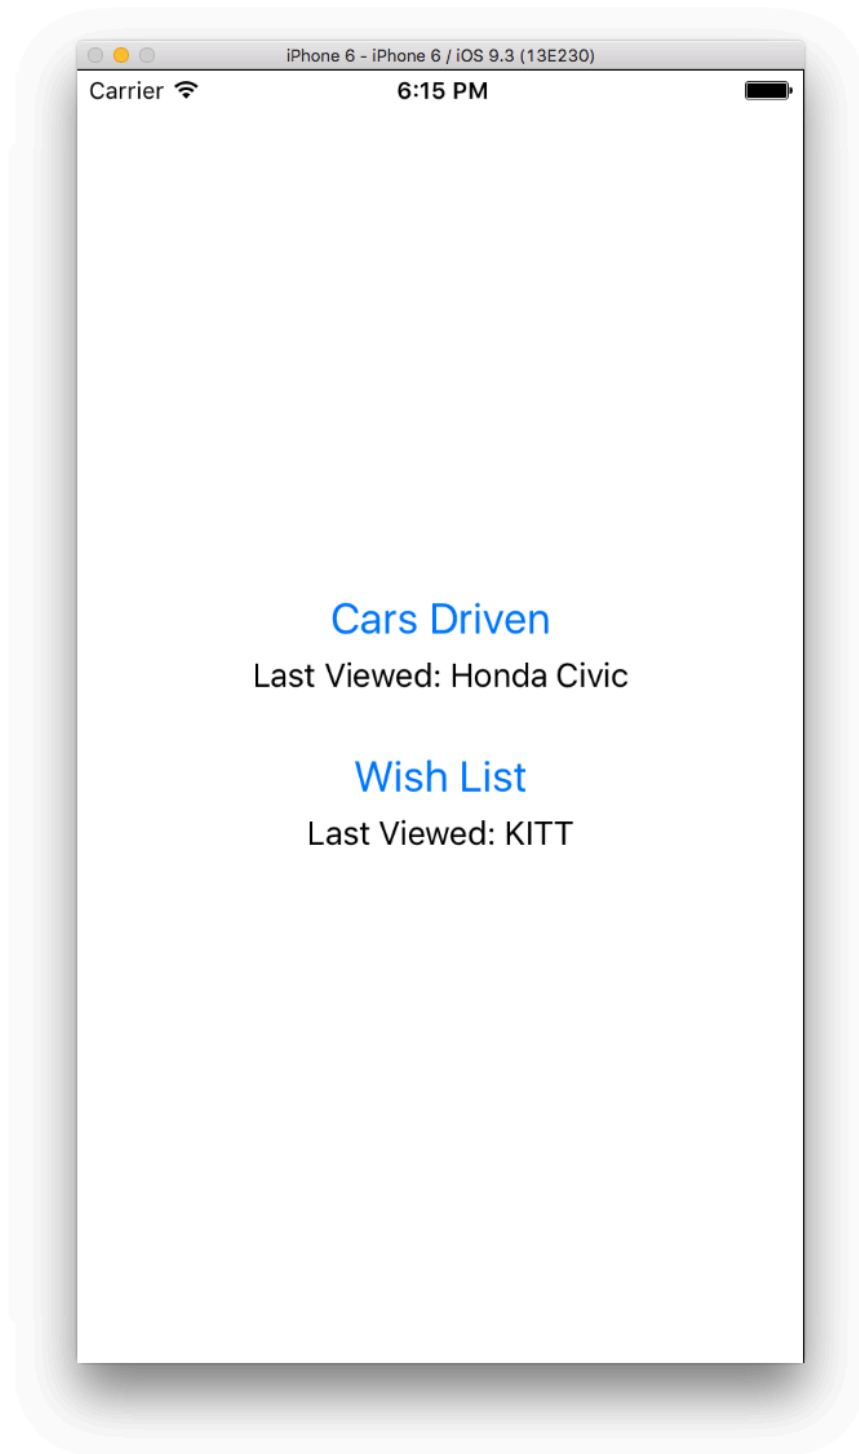 iPhone 6 - iPhone 6 / iOS 9.3 (13E230)
Carrier 6:15 PM
Cars Driven
Last Viewed: Honda Civic
Wish List
Last Viewed: KITT